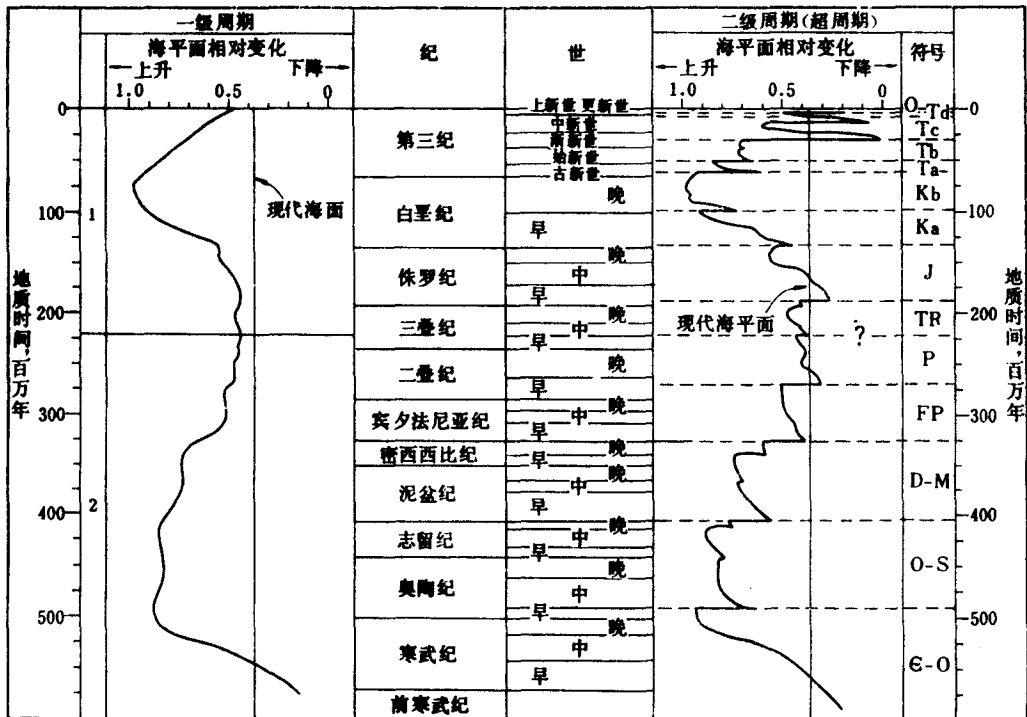 一级周期
海平面相对变化
←上升 下降→
1.0 0.5 0
纪
世
二级周期(超周期)
海平面相对变化
←上升 下降→
1.0 0.5 0
符号
地质时间，百万年
0
100
200
300
400
500
1
2
现代海面
第三纪
白垩纪
侏罗纪
三叠纪
二叠纪
宾夕法尼亚纪
密西西比纪
泥盆纪
志留纪
奥陶纪
寒武纪
前寒武纪
上新世 更新世
中新世
渐新世
始新世
古新世
晚
早
晚
中
早
晚
中
早
晚
早
晚
中
早
晚
早
晚
中
早
晚
中
早
晚
中
早
晚
中
早
现代海平面
?
Q
Td
Tc
Tb
Ta
Kb
Ka
J
TR
P
FP
D-M
O-S
Є-O
0
100
200
300
400
500
地质时间，百万年